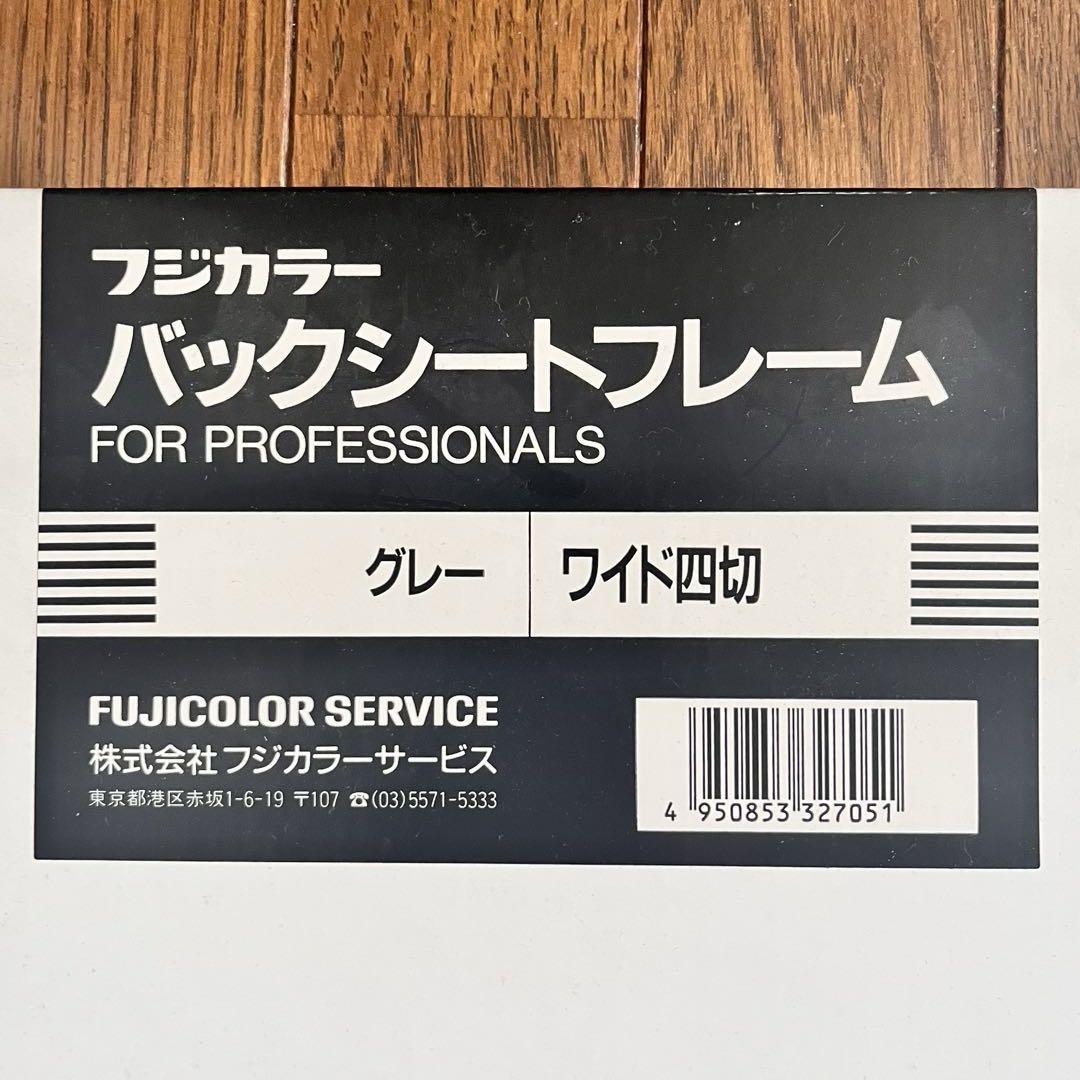 フジカラー
バックシートフレーム
FOR PROFESSIONALS
グレー ワイド四切
FUJICOLOR SERVICE
株式会社フジカラーサービス
東京都港区赤坂1-6-19 〒107 ☎(03)5571-5333
4 950853 327051